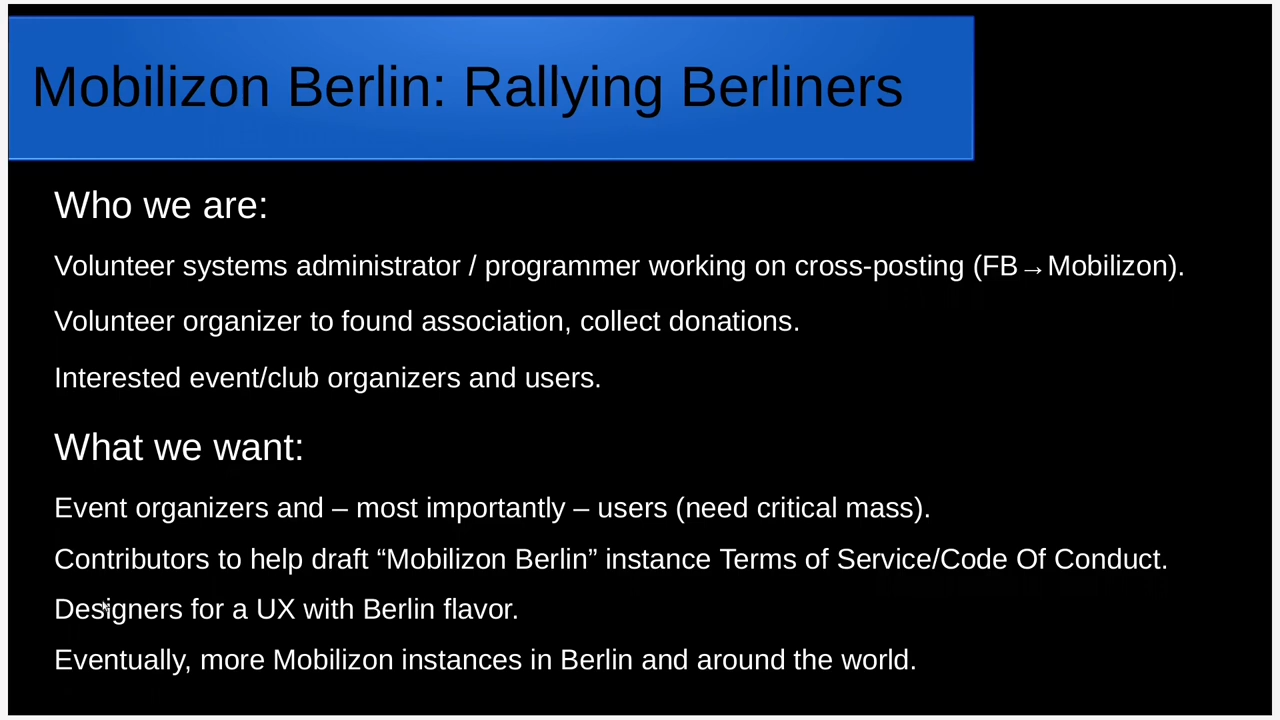 Mobilizon Berlin: Rallying Berliners
Who we are:
Volunteer systems administrator / programmer working on cross-posting (FB→Mobilizon).
Volunteer organizer to found association, collect donations.
Interested event/club organizers and users.
What we want:
Event organizers and – most importantly – users (need critical mass).
Contributors to help draft “Mobilizon Berlin” instance Terms of Service/Code Of Conduct.
Designers for a UX with Berlin flavor.
Eventually, more Mobilizon instances in Berlin and around the world.